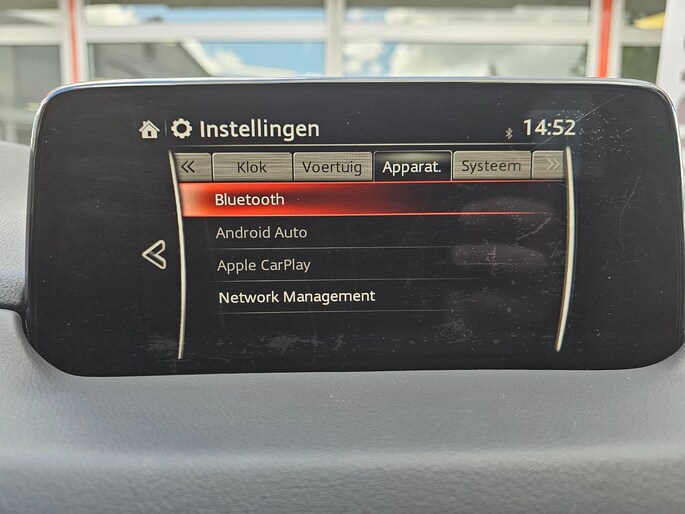 Instellingen 14:52
Klok Voertuig Apparat. Systeem
Bluetooth
Android Auto
Apple CarPlay
Network Management